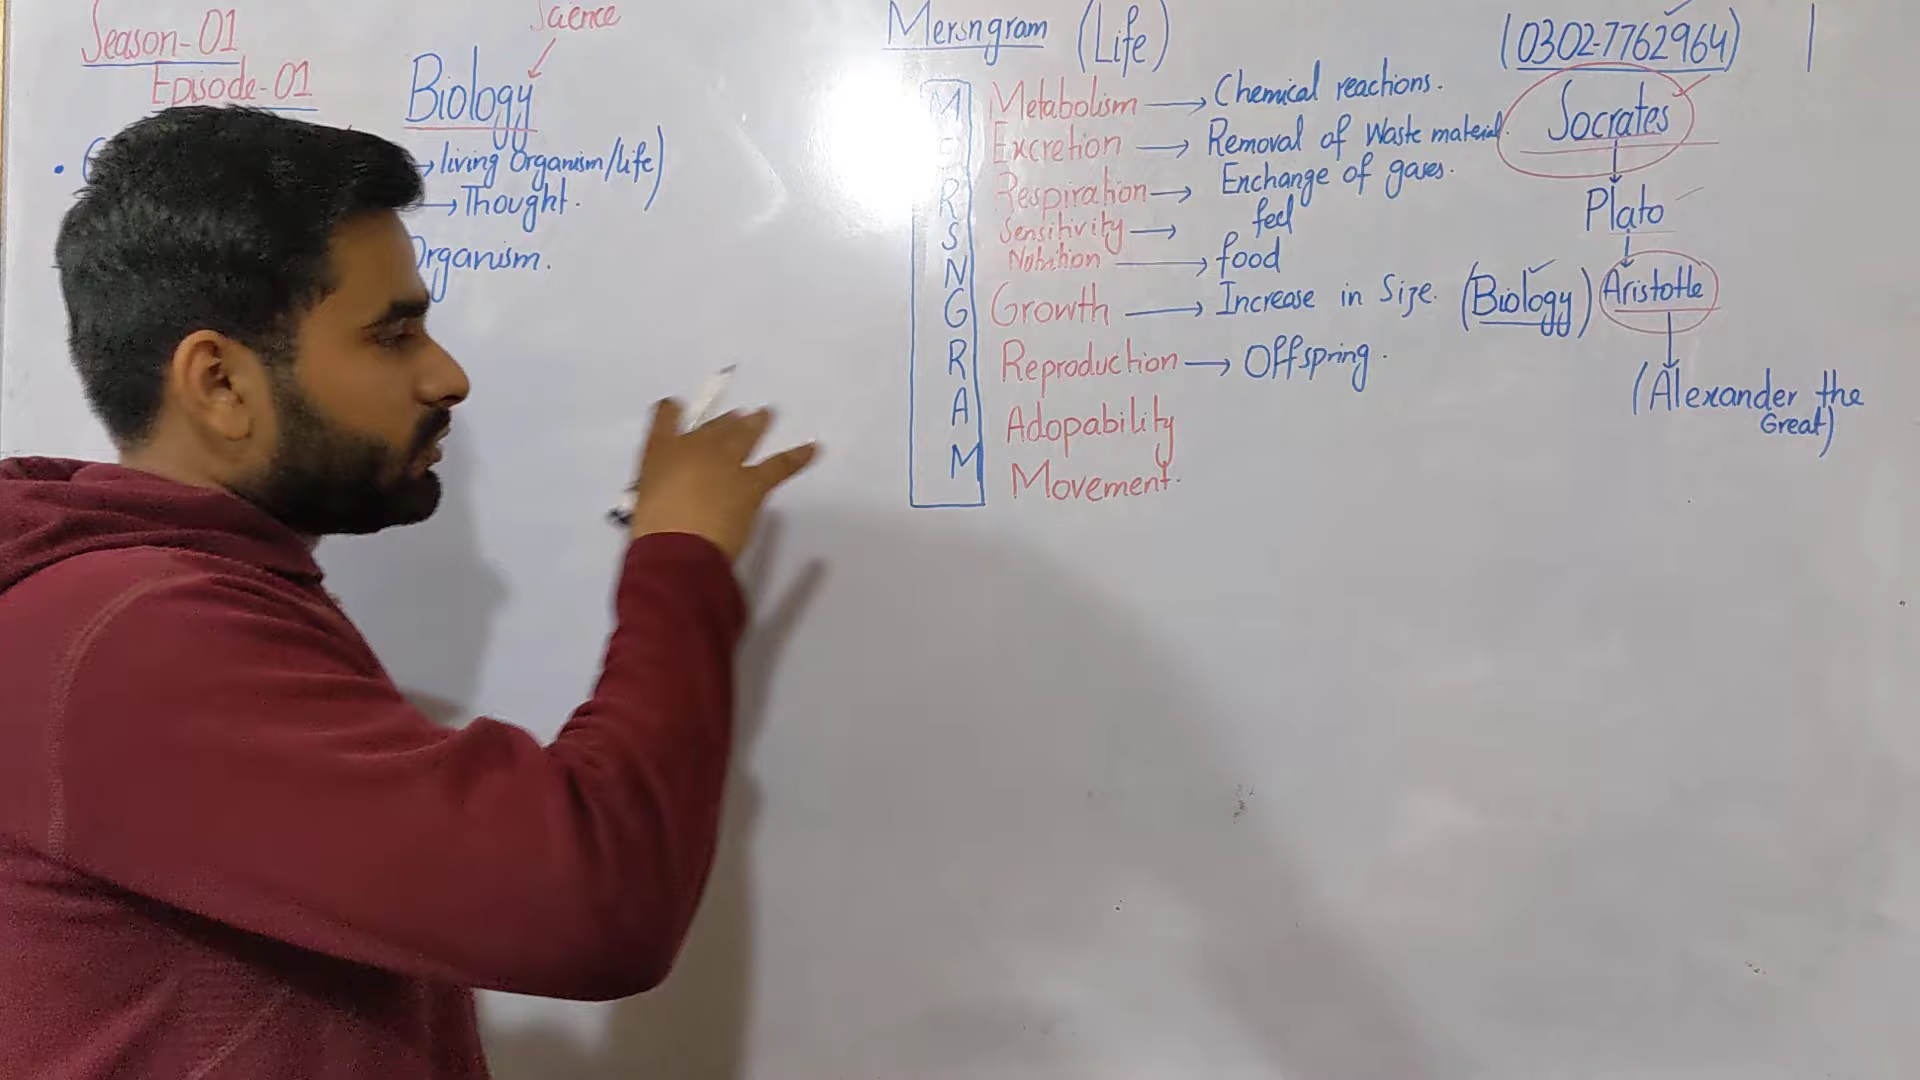 Season-01
Episode-01
Science
Biology
living Organism/life)
→ Thought.
Organism.
Mersngram (Life)
M Metabolism → Chemical reactions.
E Excretion → Removal of Waste material.
R Respiration → Enchange of gases.
S Sensitivity → feel
N Nutrition → food
G Growth → Increase in Size.
R Reproduction → Offspring.
A Adopability
M Movement.
(0302-7762964)
Socrates
Plato
(Biology) Aristotle
(Alexander the
Great)